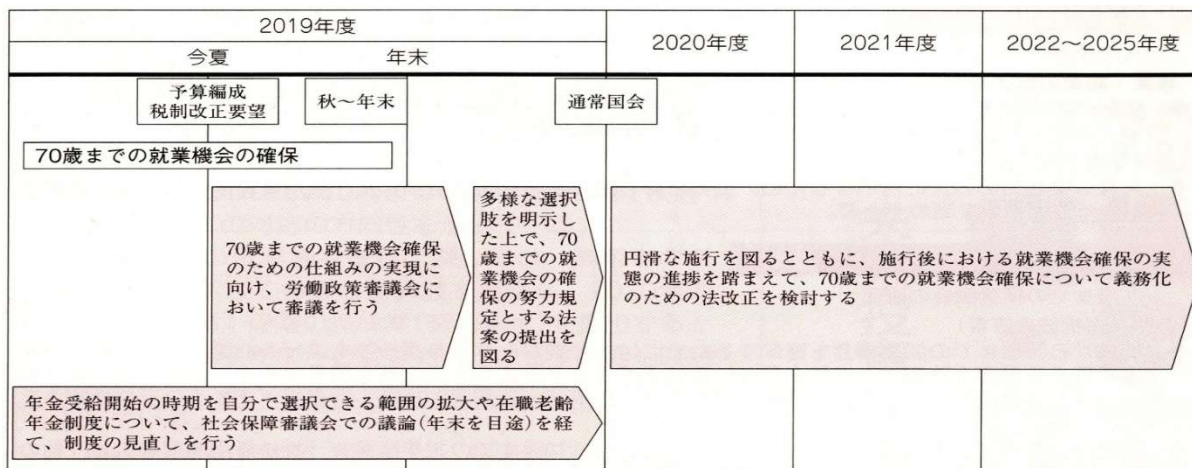 2019年度
2020年度
2021年度
2022～2025年度
今夏
年末
予算編成
税制改正要望
秋～年末
通常国会
70歳までの就業機会の確保
70歳までの就業機会確保
のための仕組みの実現に
向け、労働政策審議会に
おいて審議を行う
多様な選択
肢を明示し
た上で、70
歳までの就
業機会の確
保の努力規
定とする法
案の提出を
図る
円滑な施行を図るとともに、施行後における就業機会確保の実
態の進捗を踏まえて、70歳までの就業機会確保について義務化
のための法改正を検討する
年金受給開始の時期を自分で選択できる範囲の拡大や在職老齢
年金制度について、社会保障審議会での議論(年末を目途)を経
て、制度の見直しを行う